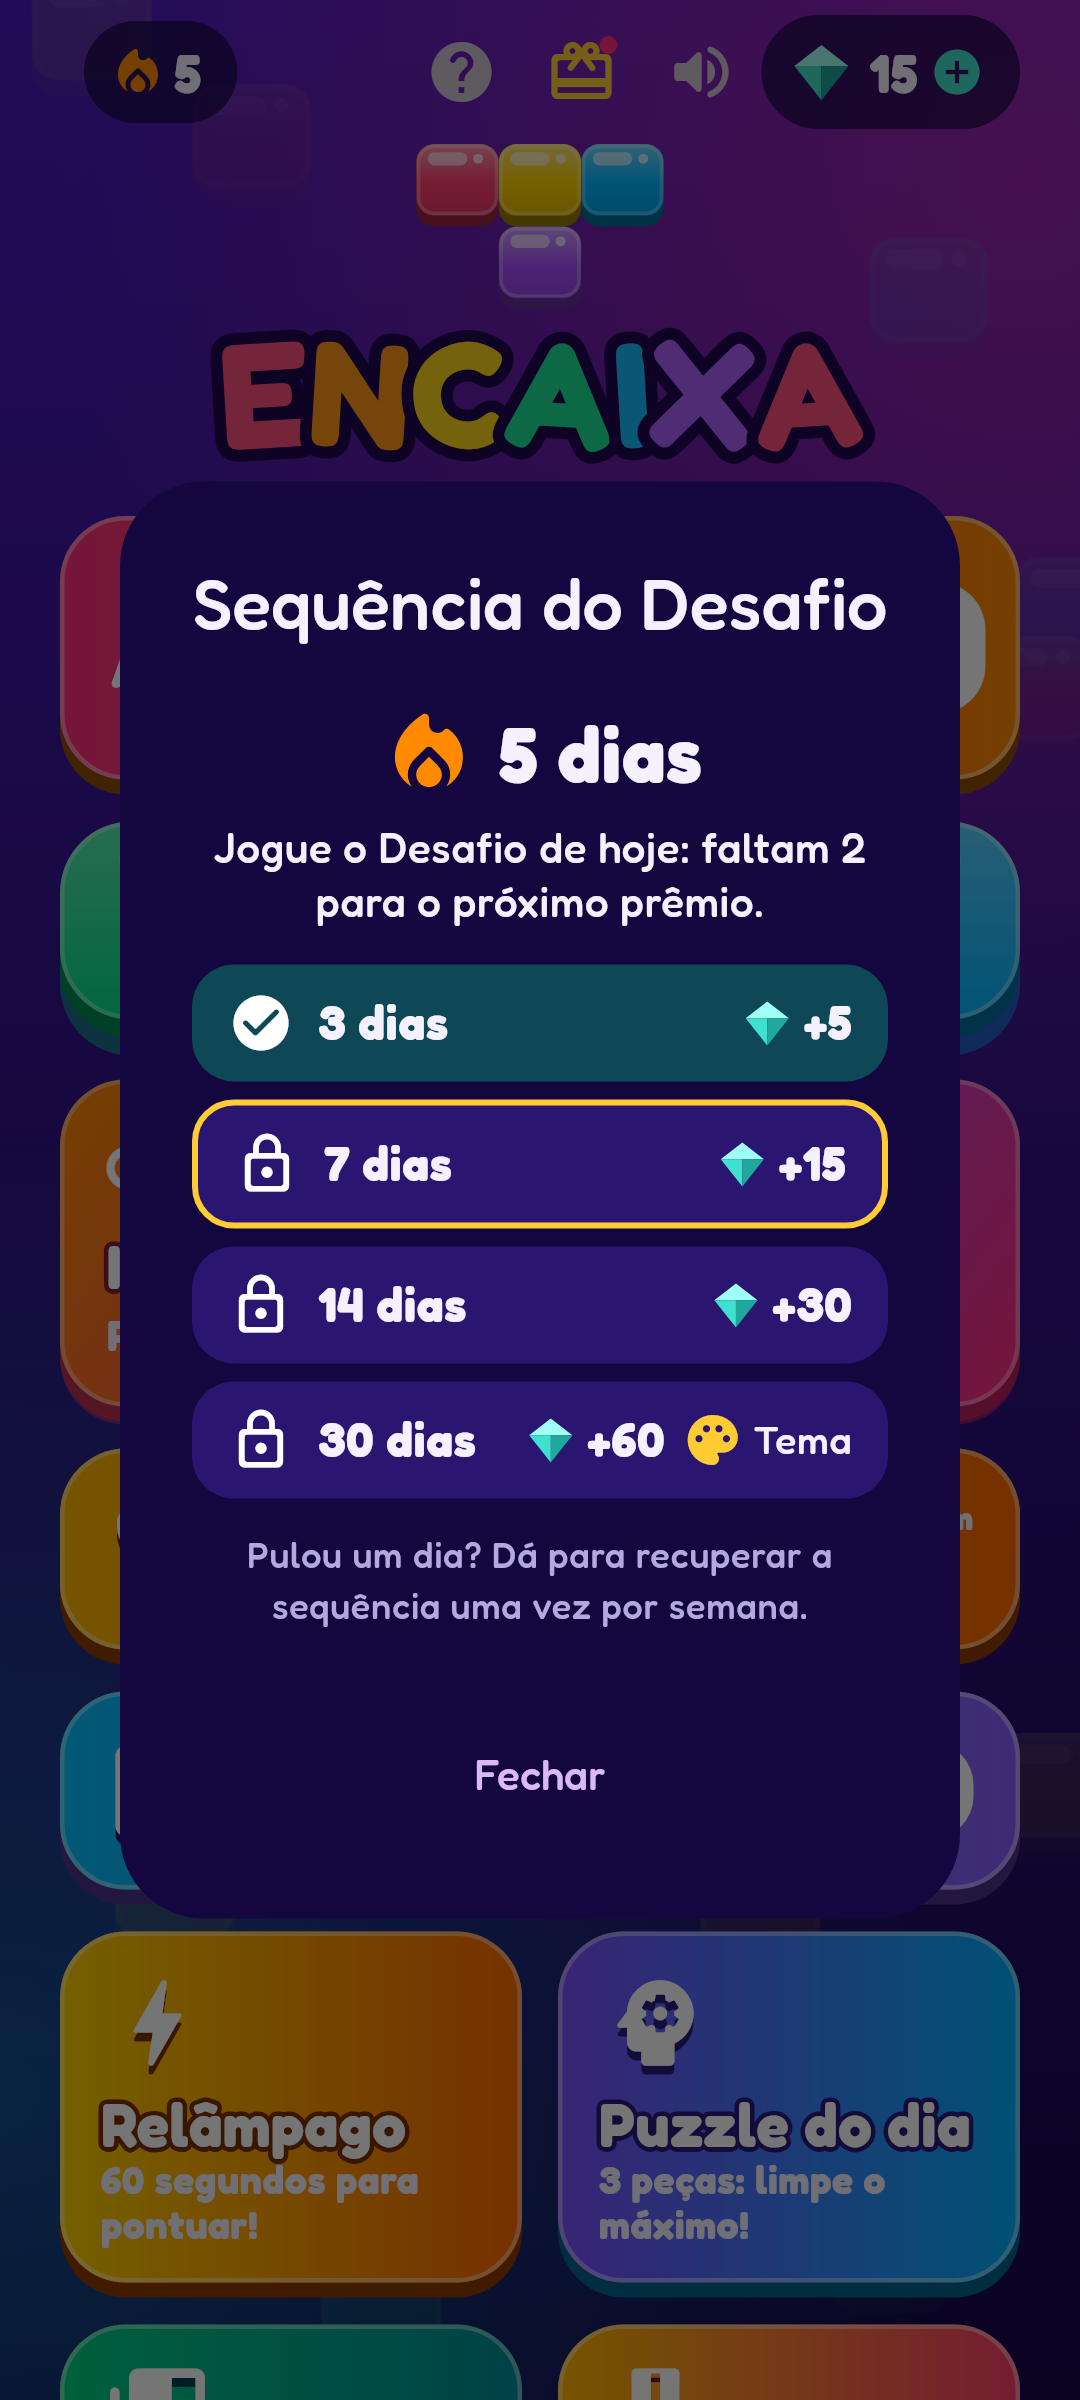 5
15
ENCAIXA
Sequência do Desafio
5 dias
Jogue o Desafio de hoje: faltam 2
para o próximo prêmio.
3 dias +5
7 dias +15
14 dias +30
30 dias +60 Tema
Pulou um dia? Dá para recuperar a
sequência uma vez por semana.
Fechar
Relâmpago
60 segundos para
pontuar!
Puzzle do dia
3 peças: limpe o
máximo!